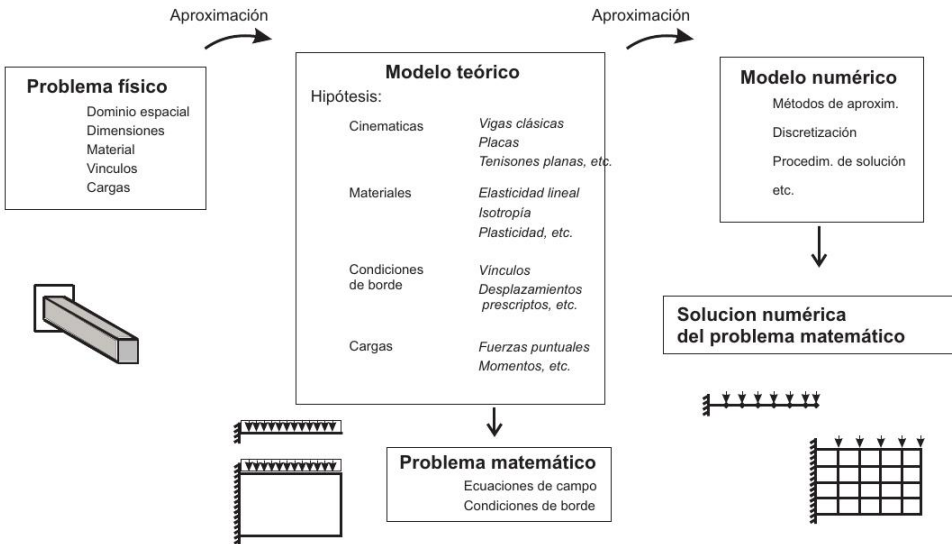 Aproximación
Aproximación
Problema físico
Dominio espacial
Dimensiones
Material
Vinculos
Cargas
Modelo teórico
Hipótesis:
Cinematicas
Vigas clásicas
Placas
Tenisones planas, etc.
Materiales
Elasticidad lineal
Isotropía
Plasticidad, etc.
Condiciones
de borde
Vínculos
Desplazamientos
prescriptos, etc.
Cargas
Fuerzas puntuales
Momentos, etc.
Problema matemático
Ecuaciones de campo
Condiciones de borde
Modelo numérico
Métodos de aproxim.
Discretización
Procedim. de solución
etc.
Solucion numérica
del problema matemático